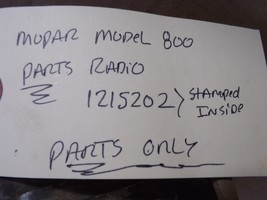 MOPAR MODEL 800
PARTS RADIO
1215202 > STAMPED
INSIDE
PARTS ONLY